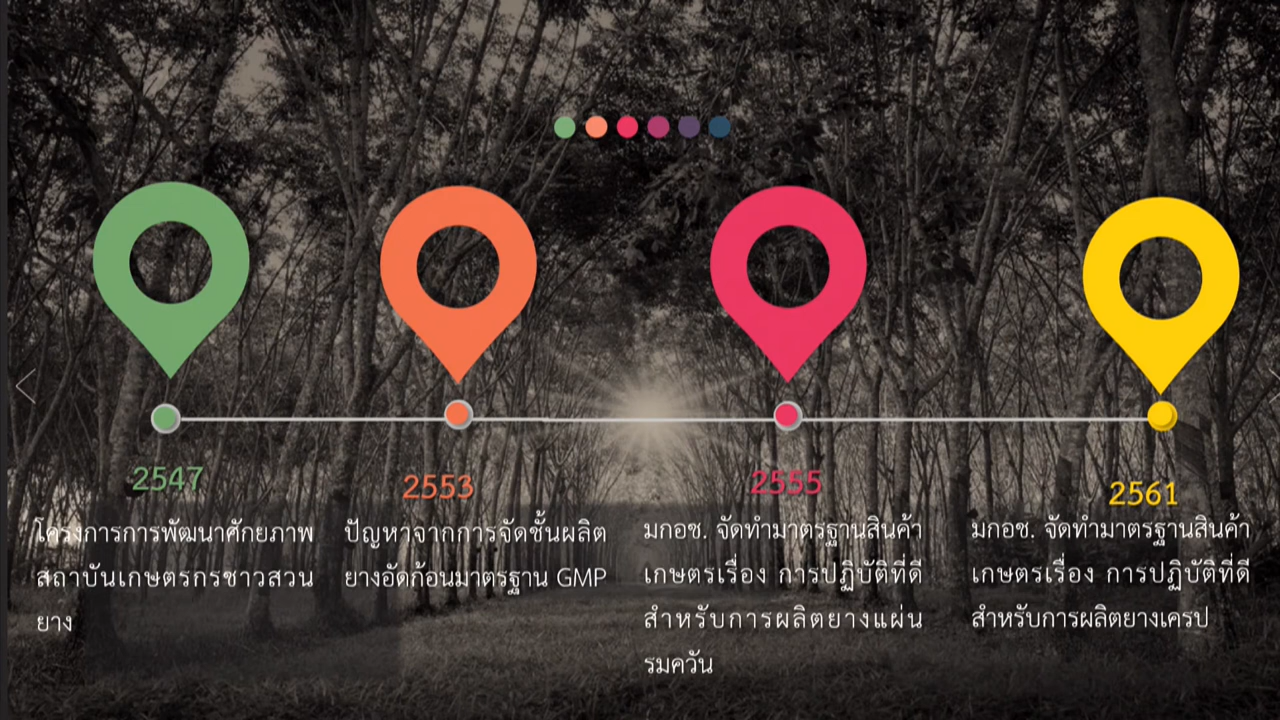 2547
โครงการการพัฒนาศักยภาพ
สถาบันเกษตรกรชาวสวน
ยาง
2553
ปัญหาจากการจัดชั้นผลิต
ยางอัดก้อนมาตรฐาน GMP
2555
มกอช. จัดทำมาตรฐานสินค้า
เกษตรเรื่อง การปฏิบัติที่ดี
สำหรับการผลิตยางแผ่น
รมควัน
2561
มกอช. จัดทำมาตรฐานสินค้า
เกษตรเรื่อง การปฏิบัติที่ดี
สำหรับการผลิตยางเครป